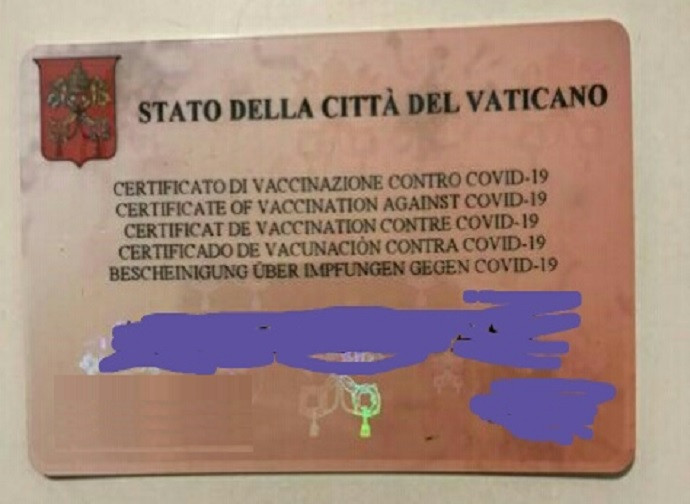 STATO DELLA CITTÀ DEL VATICANO
CERTIFICATO DI VACCINAZIONE CONTRO COVID-19
CERTIFICATE OF VACCINATION AGAINST COVID-19
CERTIFICAT DE VACCINATION CONTRE COVID-19
CERTIFICADO DE VACUNACIÒN CONTRA COVID-19
BESCHEINIGUNG ÜBER IMPFUNGEN GEGEN COVID-19